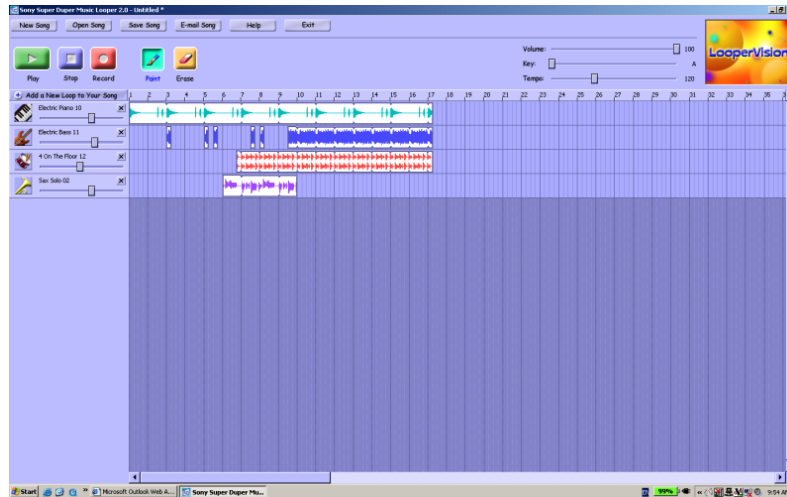 Sony Super Duper Music Looper 2.0 - Untitled *
New Song Open Song Save Song E-mail Song Help Exit
Volume: 100
Key: A
Tempo: 120
LooperVision
Play Stop Record Paint Erase
Add a New Loop to Your Song 1 2 3 4 5 6 7 8 9 10 11 12 13 14 15 16 17 18 19 20 21 22 23 24 25 26 27 28 29 30 31 32 33 34 35
Electric Piano 10
Electric Bass 11
4 On The Floor 12
Sax Solo 02
Start Microsoft Outlook Web A... Sony Super Duper Mu... 99% 9:54 AM